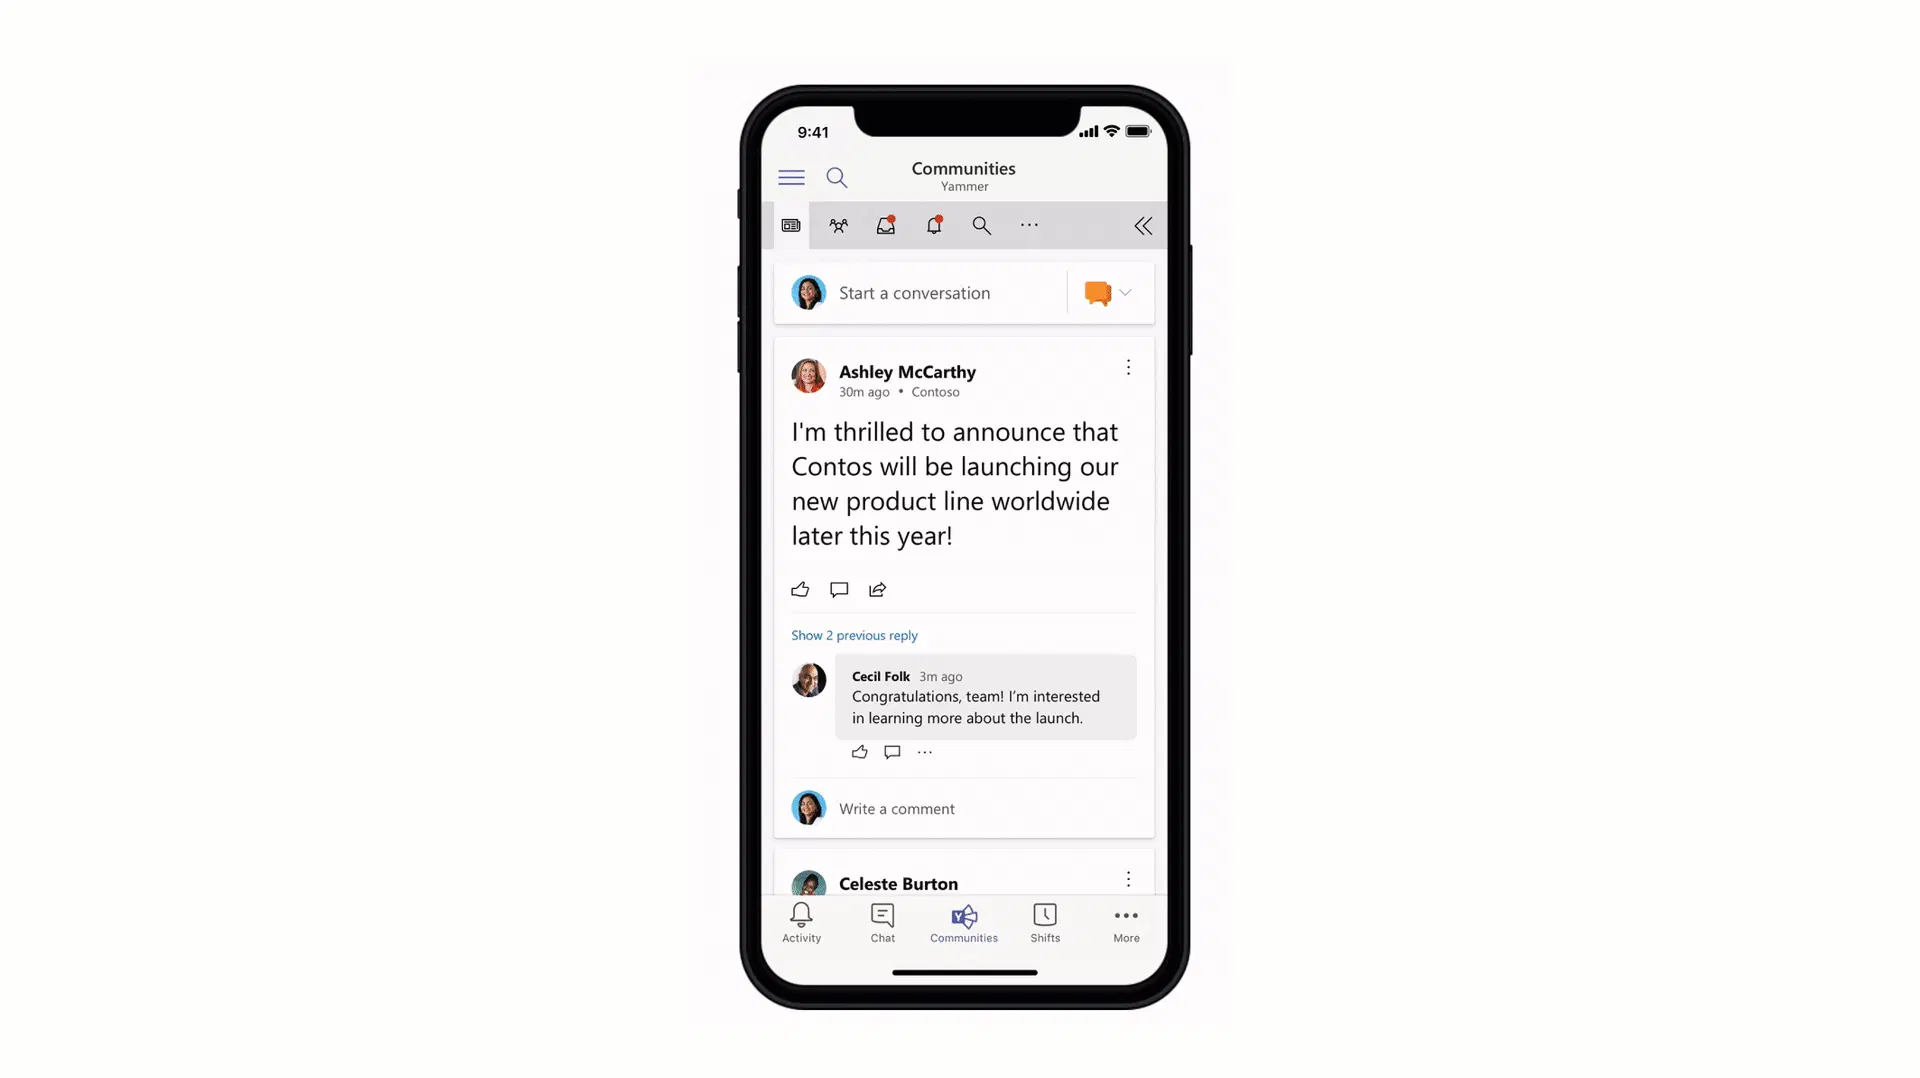 9:41
Communities
Yammer
Start a conversation
Ashley McCarthy
30m ago • Contoso
I'm thrilled to announce that
Contos will be launching our
new product line worldwide
later this year!
Show 2 previous reply
Cecil Folk 3m ago
Congratulations, team! I’m interested
in learning more about the launch.
Write a comment
Celeste Burton
Y
Activity Chat Communities Shifts More